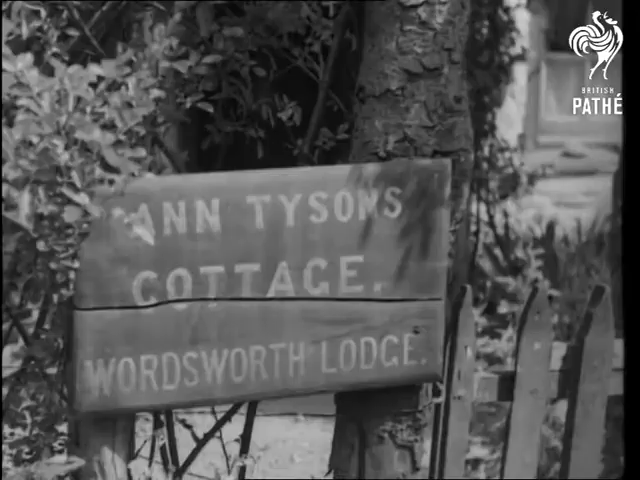 BRITISH
PATHÉ
ANN TYSONS
COTTAGE.
WORDSWORTH LODGE.